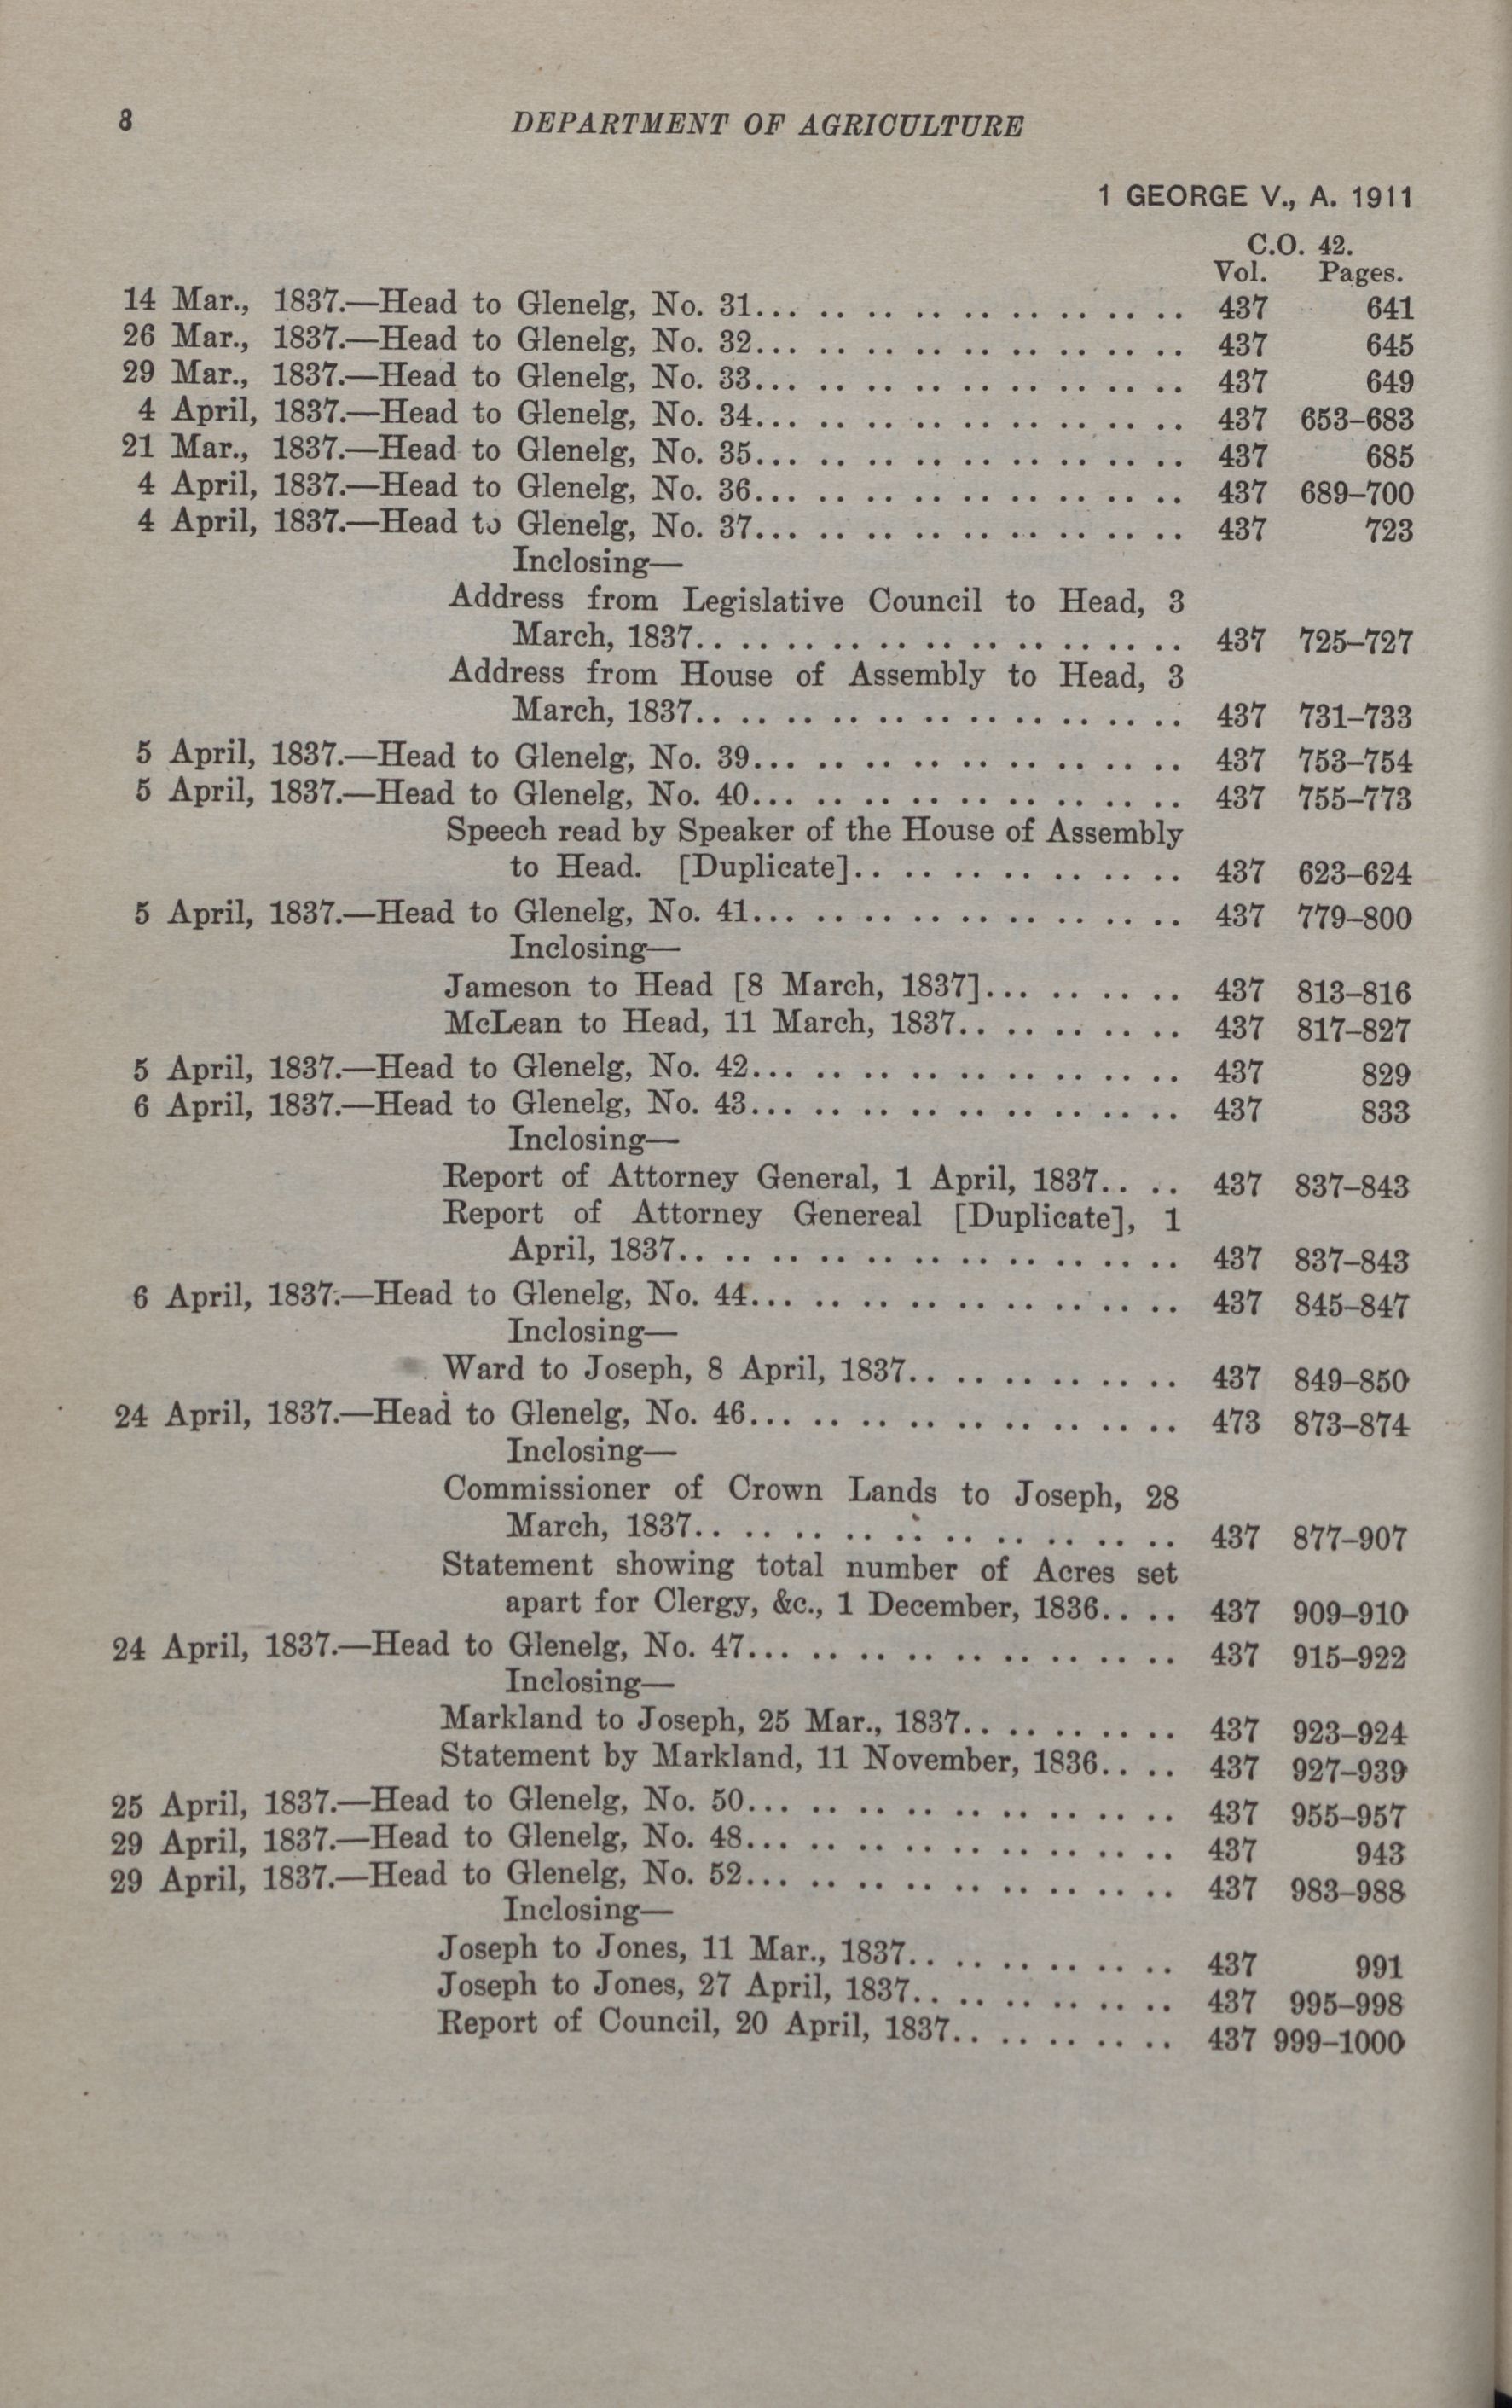 8 DEPARTMENT OF AGRICULTURE
1 GEORGE V., A. 1911
C.O. 42.
Vol. Pages.
14 Mar., 1837.—Head to Glenelg, No. 31... .. .. .. .. .. .. .. .. 437 641
26 Mar., 1837.—Head to Glenelg, No. 32... .. .. .. .. .. .. .. .. 437 645
29 Mar., 1837.—Head to Glenelg, No. 33... .. .. .. .. .. .. .. .. 437 649
4 April, 1837.—Head to Glenelg, No. 34... .. .. .. .. .. .. .. .. 437 653–683
21 Mar., 1837.—Head to Glenelg, No. 35... .. .. .. .. .. .. .. .. 437 685
4 April, 1837.—Head to Glenelg, No. 36... .. .. .. .. .. .. .. .. 437 689–700
4 April, 1837.—Head to Glenelg, No. 37... .. .. .. .. .. .. .. .. 437 723
Inclosing—
Address from Legislative Council to Head, 3
March, 1837.. .. .. .. .. .. .. .. .. .. .. 437 725–727
Address from House of Assembly to Head, 3
March, 1837.. .. .. .. .. .. .. .. .. .. .. 437 731–733
5 April, 1837.—Head to Glenelg, No. 39... .. .. .. .. .. .. .. .. 437 753–754
5 April, 1837.—Head to Glenelg, No. 40... .. .. .. .. .. .. .. .. 437 755–773
Speech read by Speaker of the House of Assembly
to Head. [Duplicate].. .. .. .. .. .. .. 437 623–624
5 April, 1837.—Head to Glenelg, No. 41... .. .. .. .. .. .. .. .. 437 779–800
Inclosing—
Jameson to Head [8 March, 1837]... .. .. .. .. 437 813–816
McLean to Head, 11 March, 1837.. .. .. .. .. 437 817–827
5 April, 1837.—Head to Glenelg, No. 42... .. .. .. .. .. .. .. .. 437 829
6 April, 1837.—Head to Glenelg, No. 43... .. .. .. .. .. .. .. .. 437 833
Inclosing—
Report of Attorney General, 1 April, 1837.. .. 437 837–843
Report of Attorney Genereal [Duplicate], 1
April, 1837.. .. .. .. .. .. .. .. .. .. .. 437 837–843
6 April, 1837.—Head to Glenelg, No. 44... .. .. .. .. .. .. .. .. 437 845–847
Inclosing—
Ward to Joseph, 8 April, 1837.. .. .. .. .. .. 437 849–850
24 April, 1837.—Head to Glenelg, No. 46... .. .. .. .. .. .. .. .. 473 873–874
Inclosing—
Commissioner of Crown Lands to Joseph, 28
March, 1837.. .. .. .. .. .. .. .. .. .. .. 437 877–907
Statement showing total number of Acres set
apart for Clergy, &c., 1 December, 1836.. .. 437 909–910
24 April, 1837.—Head to Glenelg, No. 47... .. .. .. .. .. .. .. .. 437 915–922
Inclosing—
Markland to Joseph, 25 Mar., 1837.. .. .. .. .. 437 923–924
Statement by Markland, 11 November, 1836.. .. 437 927–939
25 April, 1837.—Head to Glenelg, No. 50... .. .. .. .. .. .. .. .. 437 955–957
29 April, 1837.—Head to Glenelg, No. 48... .. .. .. .. .. .. .. .. 437 943
29 April, 1837.—Head to Glenelg, No. 52... .. .. .. .. .. .. .. .. 437 983–988
Inclosing—
Joseph to Jones, 11 Mar., 1837.. .. .. .. .. .. 437 991
Joseph to Jones, 27 April, 1837.. .. .. .. .. .. 437 995–998
Report of Council, 20 April, 1837.. .. .. .. .. 437 999–1000